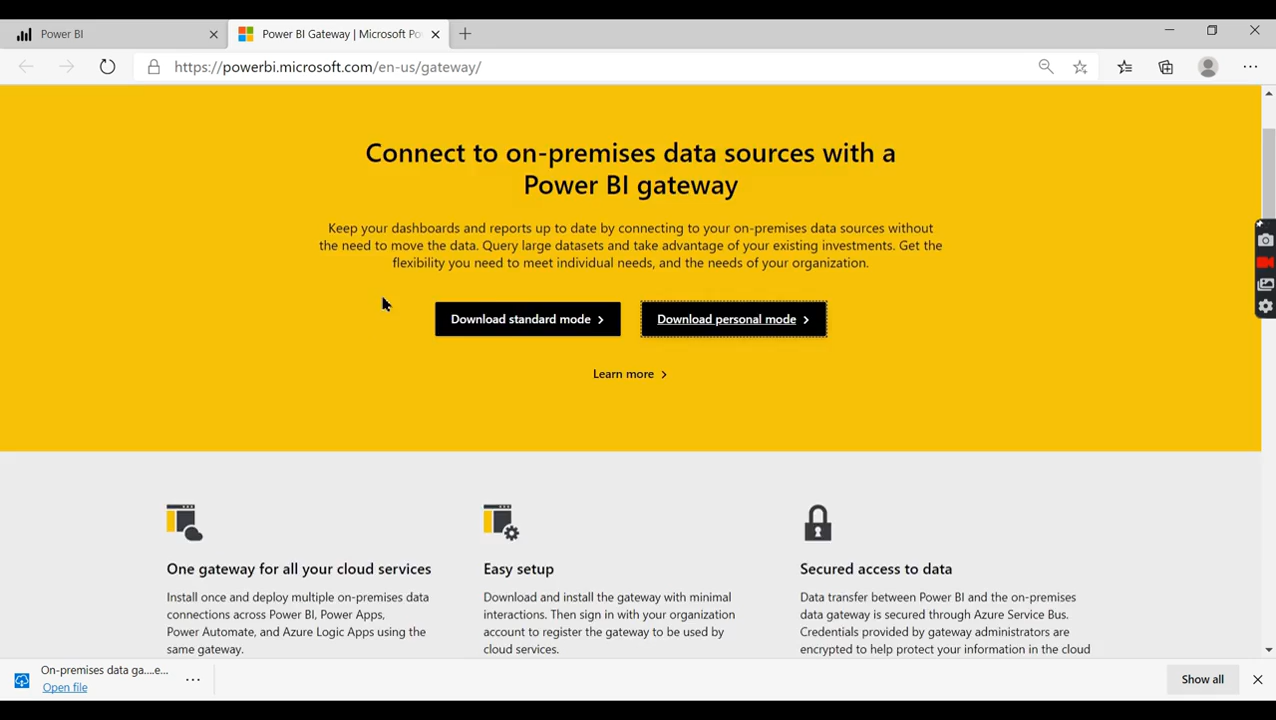 Power BI
Power BI Gateway | Microsoft Po
https://powerbi.microsoft.com/en-us/gateway/
Connect to on-premises data sources with a
Power BI gateway
Keep your dashboards and reports up to date by connecting to your on-premises data sources without
the need to move the data. Query large datasets and take advantage of your existing investments. Get the
flexibility you need to meet individual needs, and the needs of your organization.
Download standard mode
Download personal mode
Learn more
One gateway for all your cloud services
Install once and deploy multiple on-premises data
connections across Power BI, Power Apps,
Power Automate, and Azure Logic Apps using the
same gateway.
Easy setup
Download and install the gateway with minimal
interactions. Then sign in with your organization
account to register the gateway to be used by
cloud services.
Secured access to data
Data transfer between Power BI and the on-premises
data gateway is secured through Azure Service Bus.
Credentials provided by gateway administrators are
encrypted to help protect your information in the cloud
On-premises data ga....e...
Open file
Show all